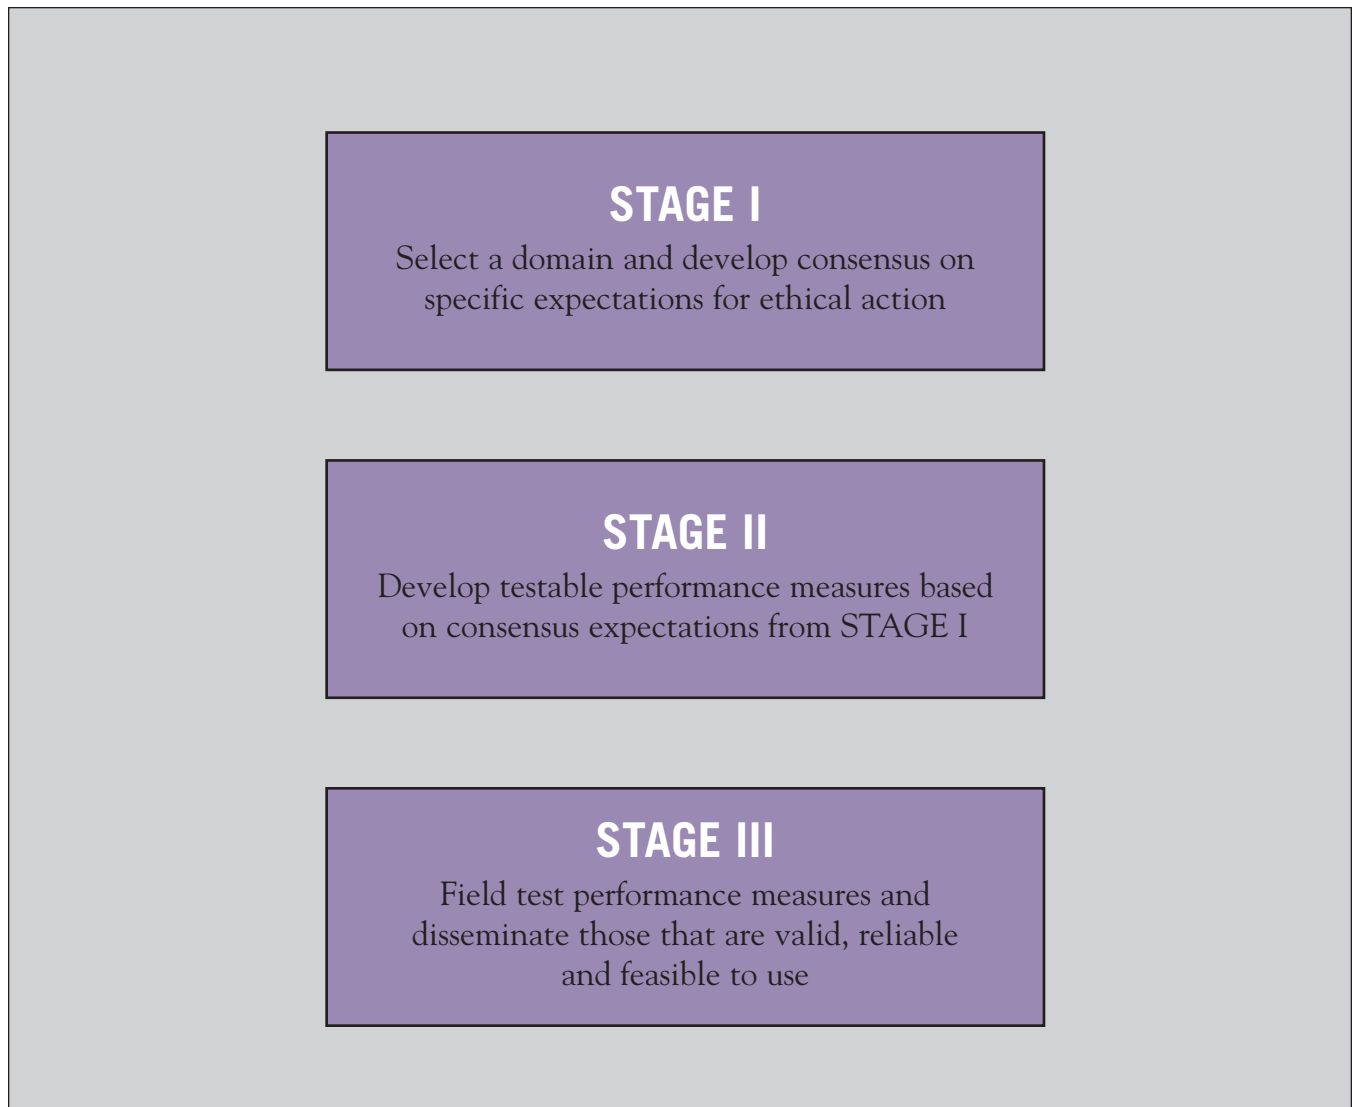 STAGE I
Select a domain and develop consensus on
specific expectations for ethical action
STAGE II
Develop testable performance measures based
on consensus expectations from STAGE I
STAGE III
Field test performance measures and
disseminate those that are valid, reliable
and feasible to use